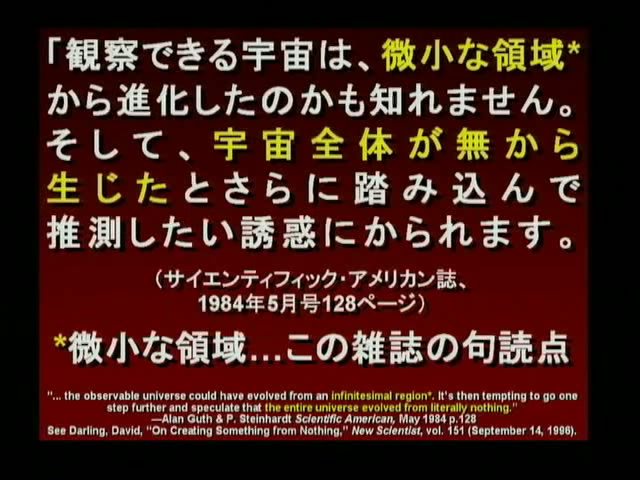 「観察できる宇宙は、微小な領域*
から進化したのかも知れません。
そして、宇宙全体が無から
生じたとさらに踏み込んで
推測したい誘惑にかられます。
（サイエンティフィック・アメリカン誌、
1984年5月号128ページ）
*微小な領域…この雑誌の句読点
"... the observable universe could have evolved from an infinitesimal region*. It's then tempting to go one
step further and speculate that the entire universe evolved from literally nothing."
—Alan Guth & P. Steinhardt Scientific American, May 1984 p.128
See Darling, David, "On Creating Something from Nothing," New Scientist, vol. 151 (September 14, 1996).